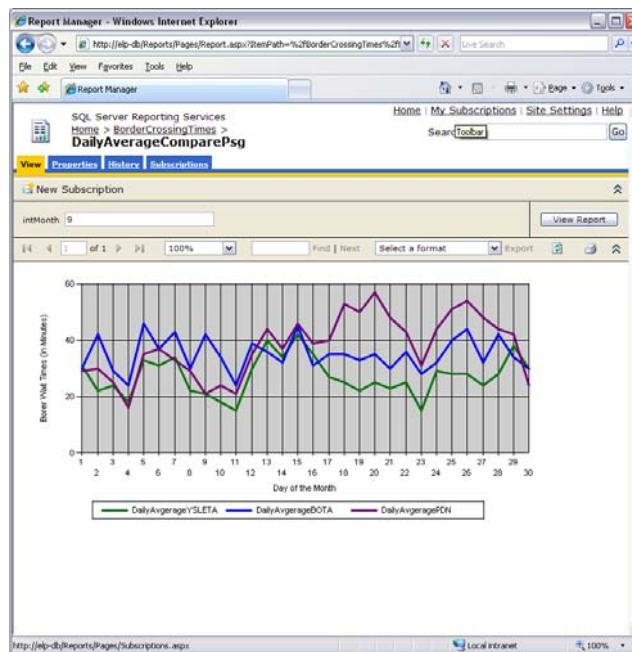 Report Manager - Windows Internet Explorer
http://elp-db/Reports/Pages/Report.aspx?ItemPath=%2fBorderCrossingTimes%2f
Live Search
File Edit View Favorites Tools Help
Report Manager
Page Tools
SQL Server Reporting Services
Home > BorderCrossingTimes >
DailyAverageComparePsg
Home | My Subscriptions | Site Settings | Help
Toolbar
Go
View Properties History Subscriptions
New Subscription
intMonth 9
View Report
1 of 1 100% Find | Next Select a format Export
60
40
20
0
Borer Wait Times (in Minutes)
1 3 5 7 9 11 13 15 17 19 21 23 25 27 29
2 4 6 8 10 12 14 16 18 20 22 24 26 28 30
Day of the Month
DailyAvgerageYSLETA DailyAvgerageBOTA DailyAvgeragePDN
http://elp-db/Reports/Pages/Subscriptions.aspx
Local intranet
100%